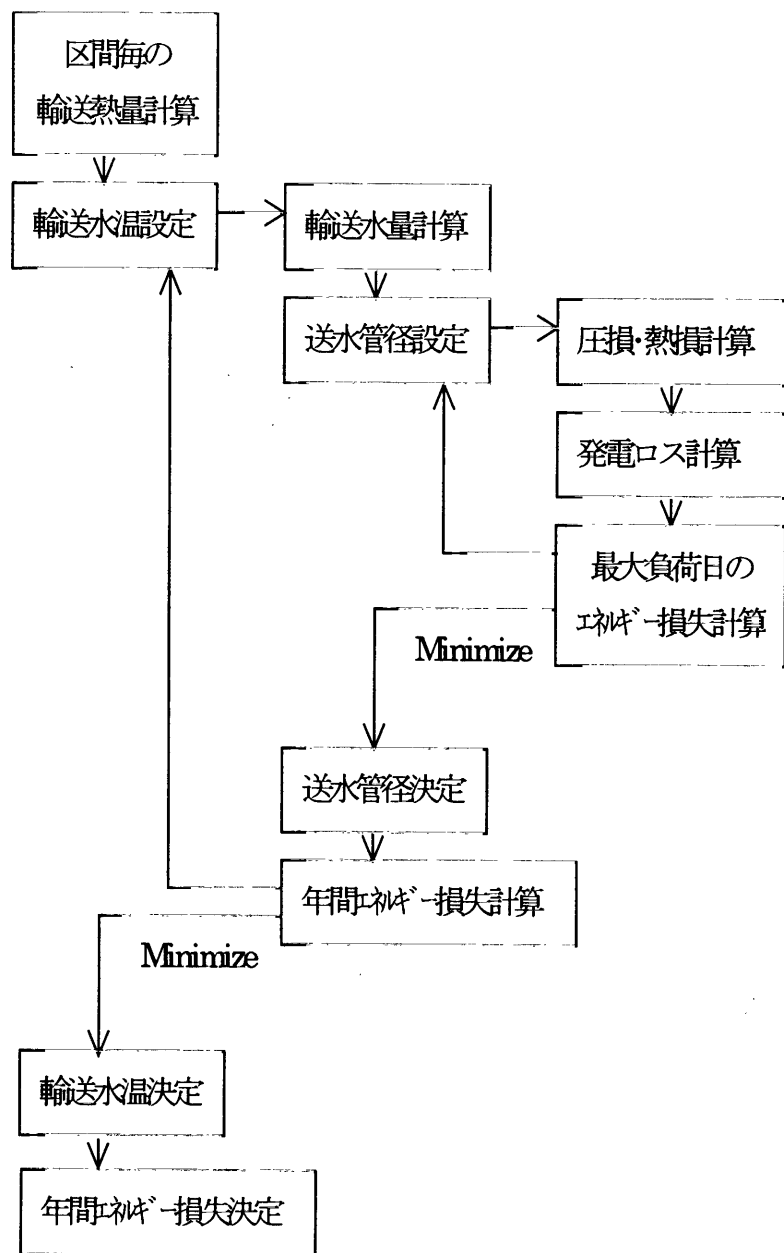 区間毎の
輸送熱量計算
輸送水温設定
輸送水量計算
送水管径設定
圧損・熱損計算
発電ロス計算
最大負荷日の
ｴﾈﾙｷﾞｰ損失計算
Minimize
送水管径決定
年間ｴﾈﾙｷﾞｰ損失計算
Minimize
輸送水温決定
年間ｴﾈﾙｷﾞｰ損失決定